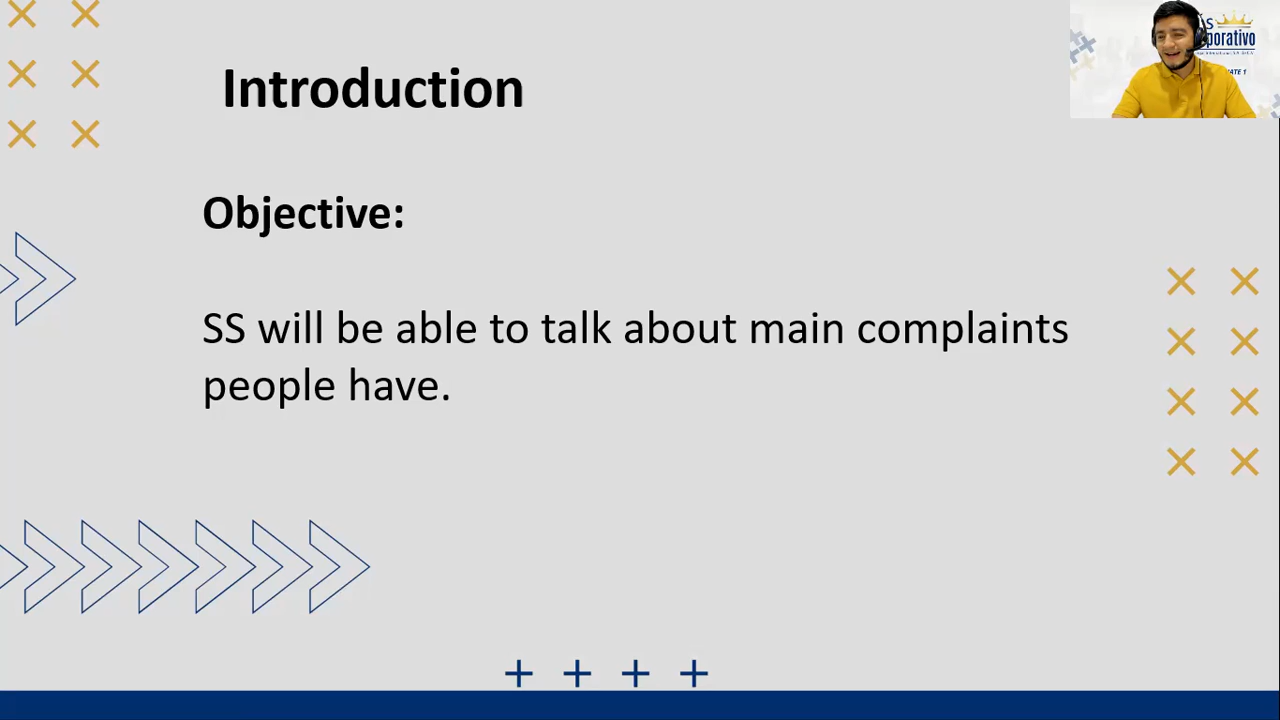 Introduction
Objective:
SS will be able to talk about main complaints
people have.